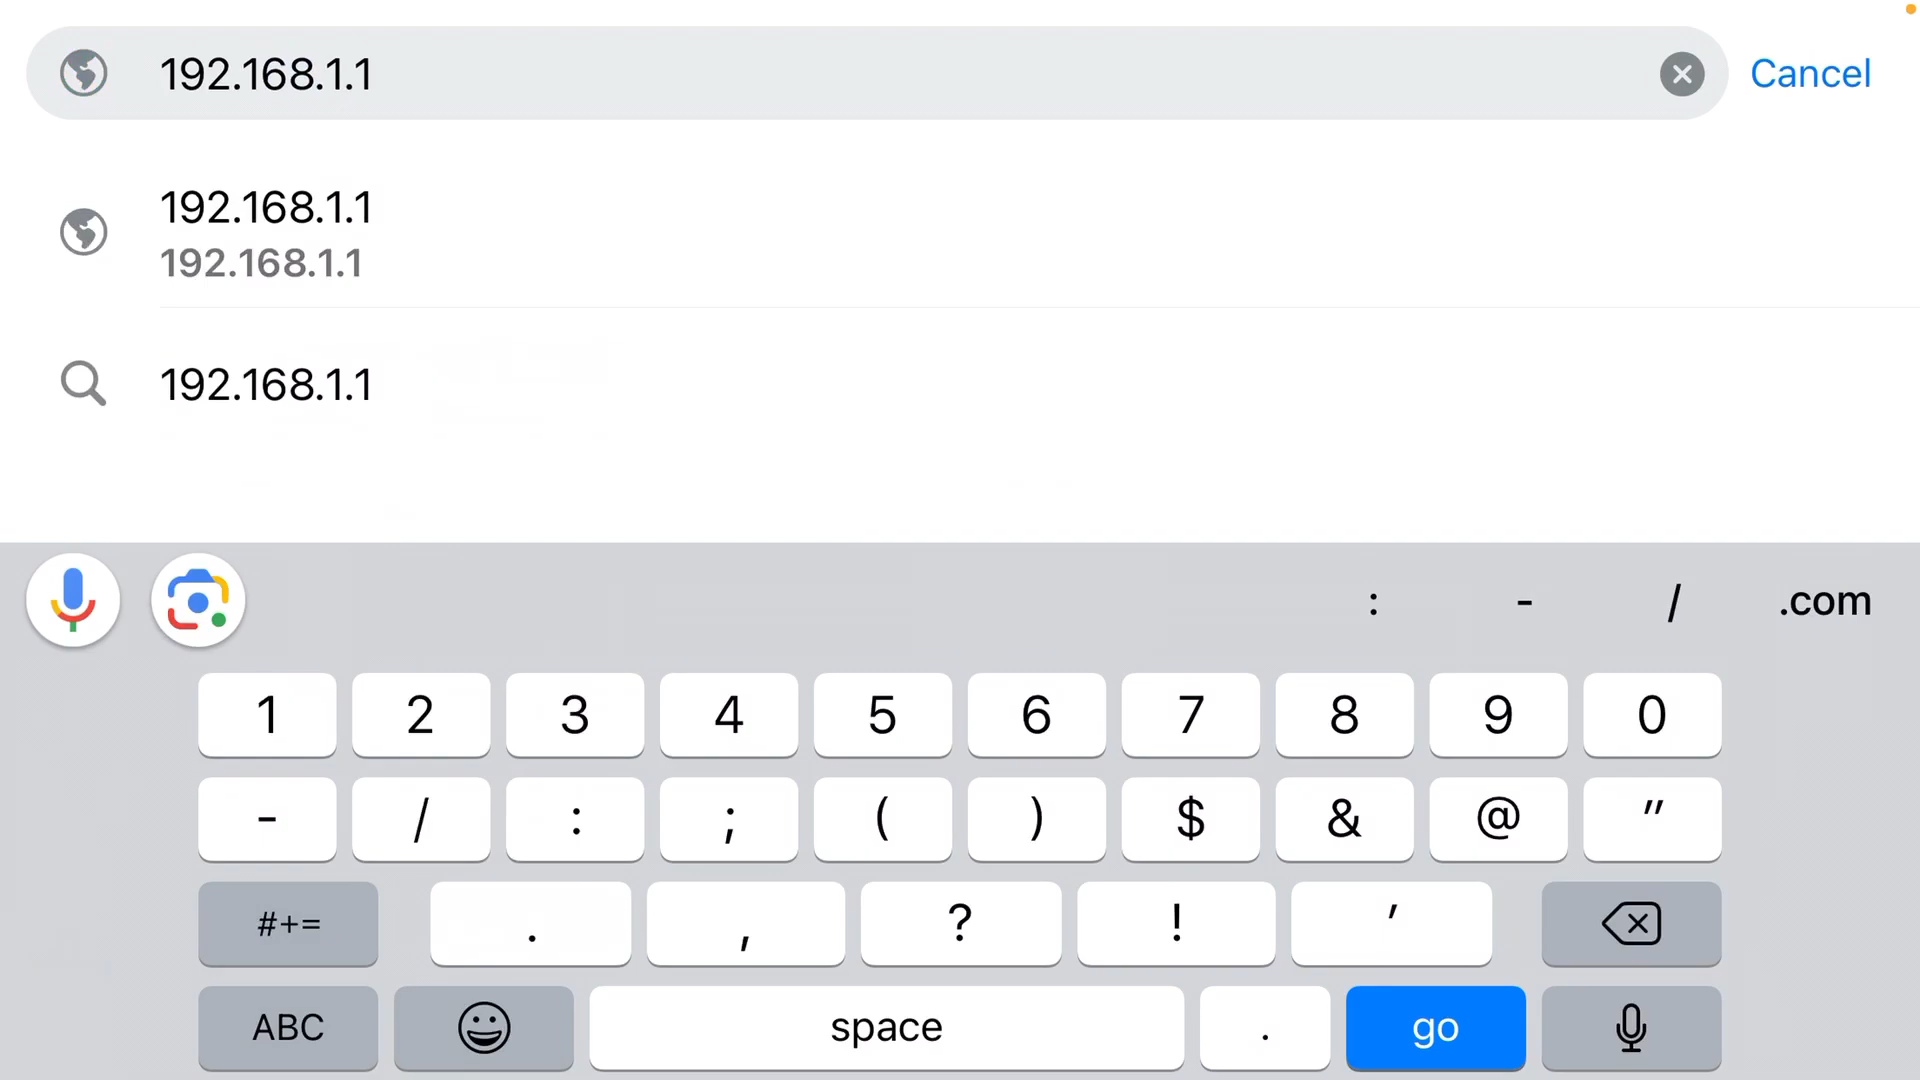 192.168.1.1
Cancel
192.168.1.1
192.168.1.1
192.168.1.1
: - / .com
1 2 3 4 5 6 7 8 9 0
- / : ; ( ) $ & @ "
#+= . , ? ! '
ABC space . go